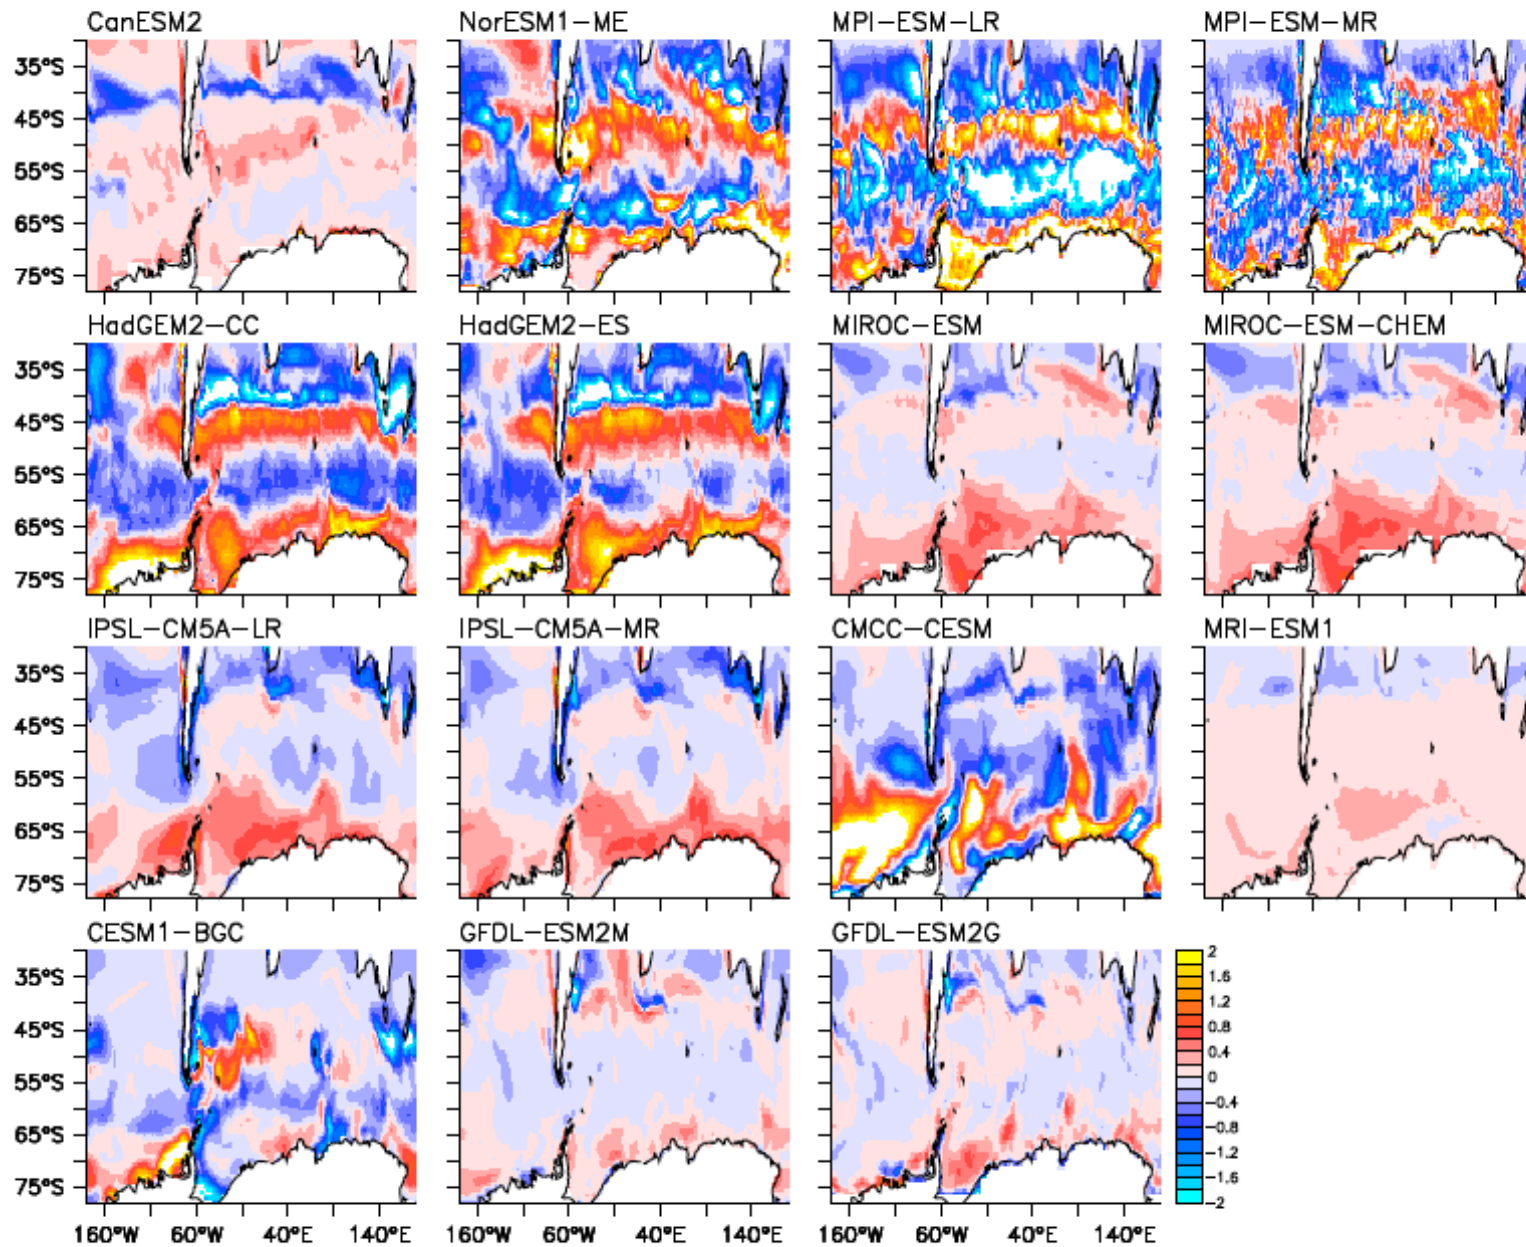 CanESM2 NorESM1-ME MPI-ESM-LR MPI-ESM-MR
35°S
45°S
55°S
65°S
75°S
HadGEM2-CC HadGEM2-ES MIROC-ESM MIROC-ESM-CHEM
35°S
45°S
55°S
65°S
75°S
IPSL-CM5A-LR IPSL-CM5A-MR CMCC-CESM MRI-ESM1
35°S
45°S
55°S
65°S
75°S
CESM1-BGC GFDL-ESM2M GFDL-ESM2G
35°S
45°S
55°S
65°S
75°S
2
1.6
1.2
0.8
0.4
0
-0.4
-0.8
-1.2
-1.6
-2
160°W 60°W 40°E 140°E 160°W 60°W 40°E 140°E 160°W 60°W 40°E 140°E